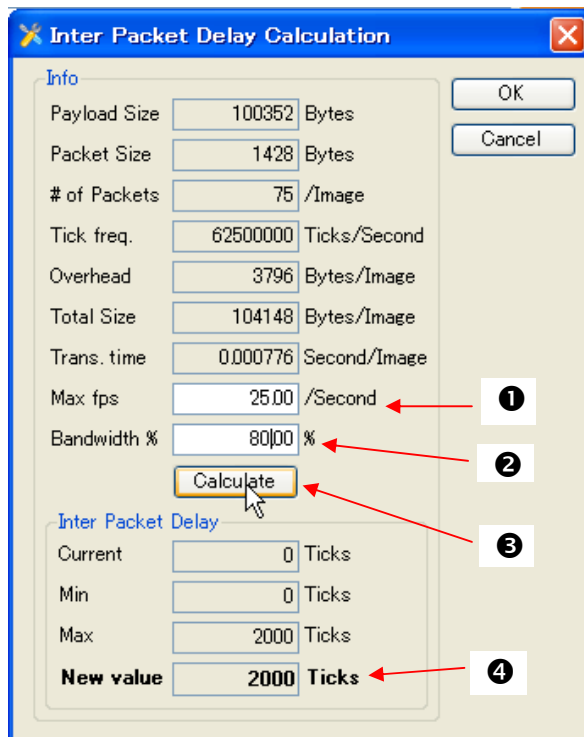 Inter Packet Delay Calculation
Info
OK
Payload Size 100352 Bytes
Cancel
Packet Size 1428 Bytes
# of Packets 75 /Image
Tick freq. 62500000 Ticks/Second
Overhead 3796 Bytes/Image
Total Size 104148 Bytes/Image
Trans. time 0.000776 Second/Image
Max fps 25.00 /Second ❶
Bandwidth % 80.00 % ❷
Calculate ❸
Inter Packet Delay
Current 0 Ticks
Min 0 Ticks
Max 2000 Ticks
New value 2000 Ticks ❹